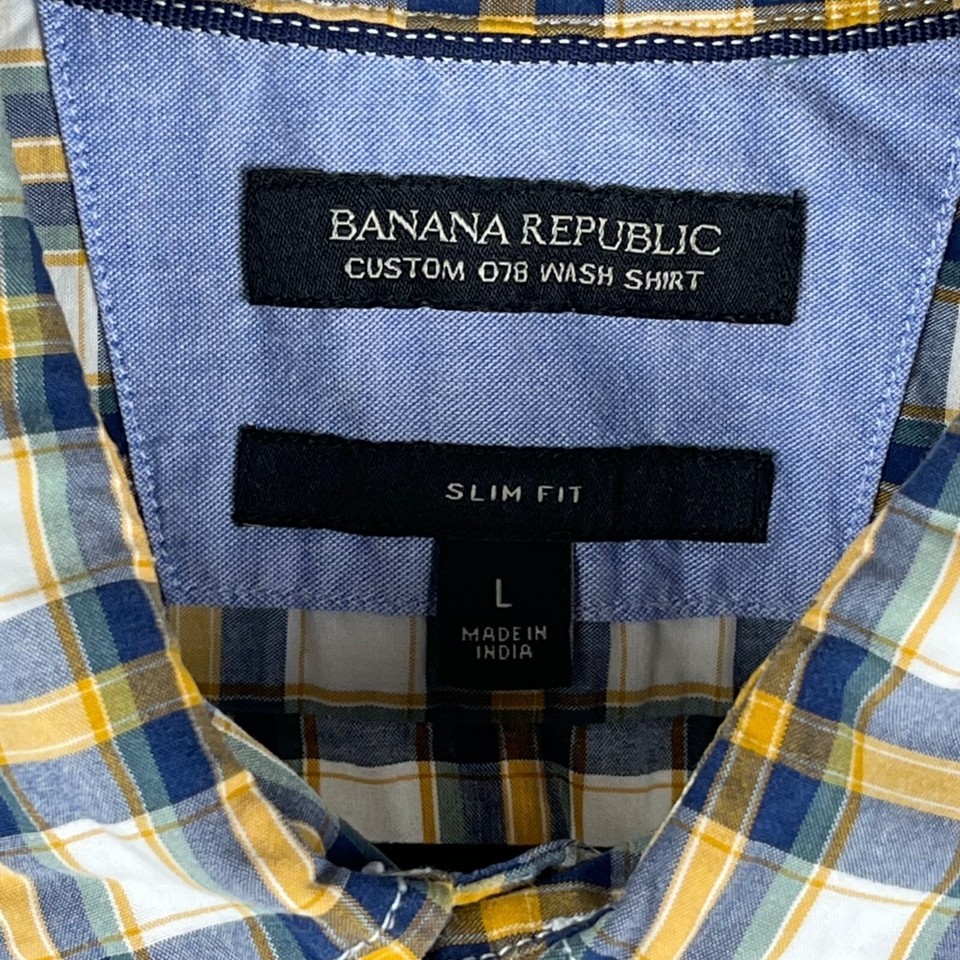 BANANA REPUBLIC
CUSTOM 078 WASH SHIRT
SLIM FIT
L
MADE IN
INDIA